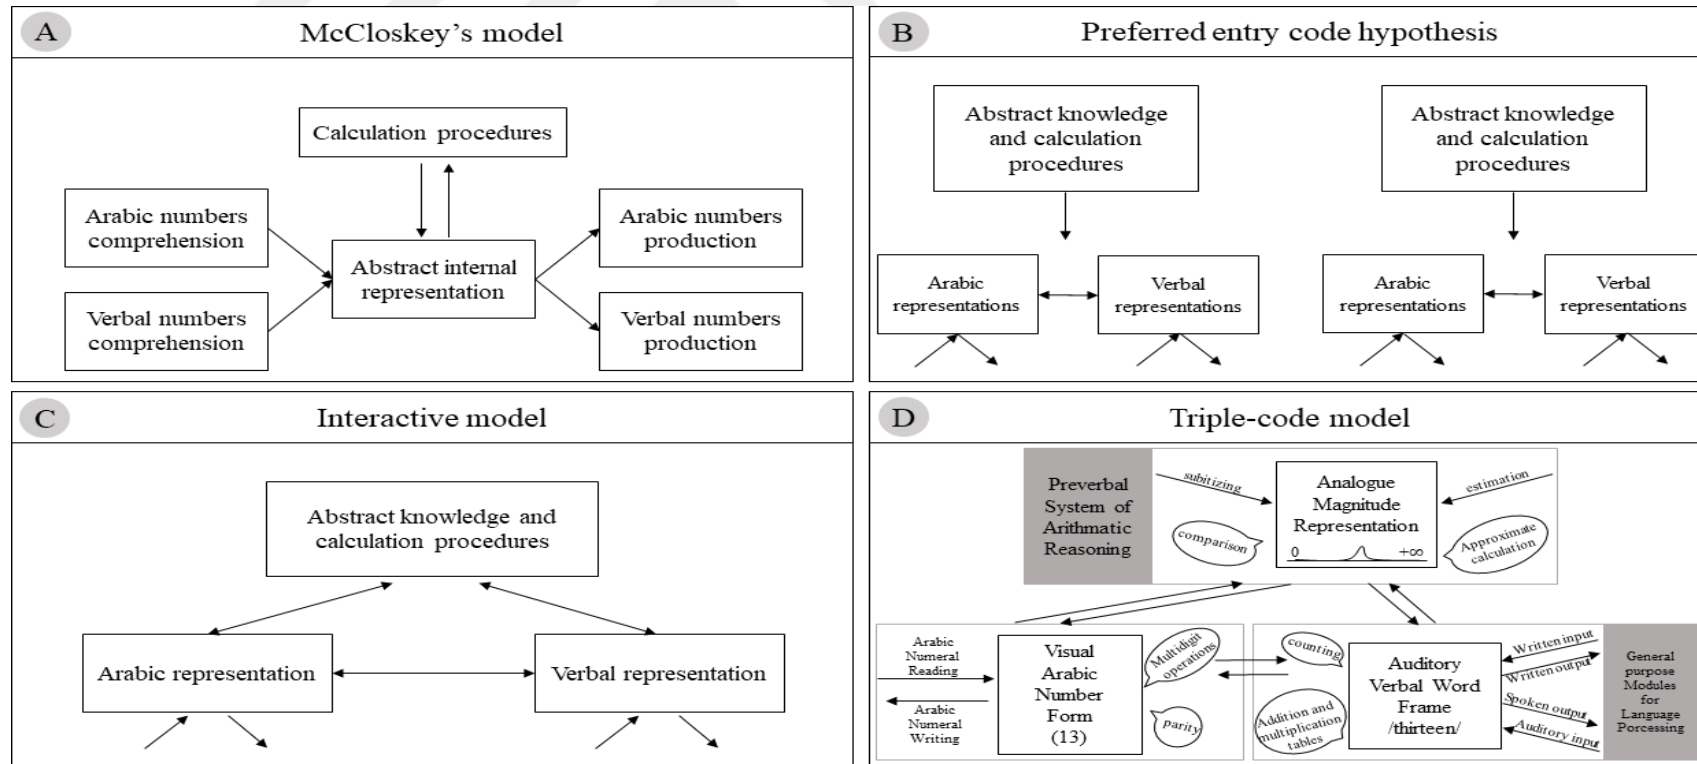 A
McCloskey's model
Calculation procedures
Arabic numbers
comprehension
Verbal numbers
comprehension
Abstract internal
representation
Arabic numbers
production
Verbal numbers
production
B
Preferred entry code hypothesis
Abstract knowledge
and calculation
procedures
Arabic
representations
Verbal
representations
Abstract knowledge
and calculation
procedures
Arabic
representations
Verbal
representations
C
Interactive model
Abstract knowledge and
calculation procedures
Arabic representation
Verbal representation
D
Triple-code model
Preverbal
System of
Arithmatic
Reasoning
subitizing
comparison
Analogue
Magnitude
Representation
0 +∞
estimation
Approximate
calculation
Arabic
Numeral
Reading
Arabic
Numeral
Writing
Visual
Arabic
Number
Form
(13)
Multidigit
operations
parity
counting
Addition and
multiplication
tables
Auditory
Verbal Word
Frame
/thirteen/
Written input
Written output
Spoken output
Auditory input
General
purpose
Modules
for
Language
Porcessing